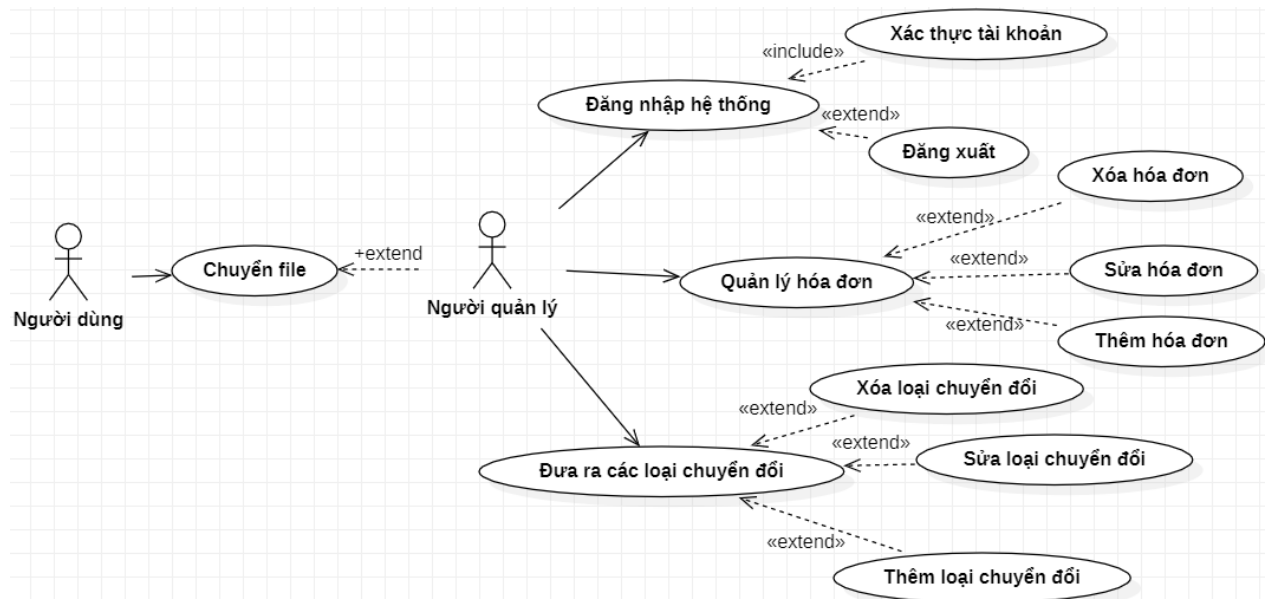 Xác thực tài khoản
«include»
Đăng nhập hệ thống
«extend»
Đăng xuất
Xóa hóa đơn
«extend»
+extend
Chuyển file
«extend»
Quản lý hóa đơn
Sửa hóa đơn
Người quản lý
Người dùng
«extend»
Thêm hóa đơn
Xóa loại chuyển đổi
«extend»
«extend»
Sửa loại chuyển đổi
Đưa ra các loại chuyển đổi
«extend»
Thêm loại chuyển đổi